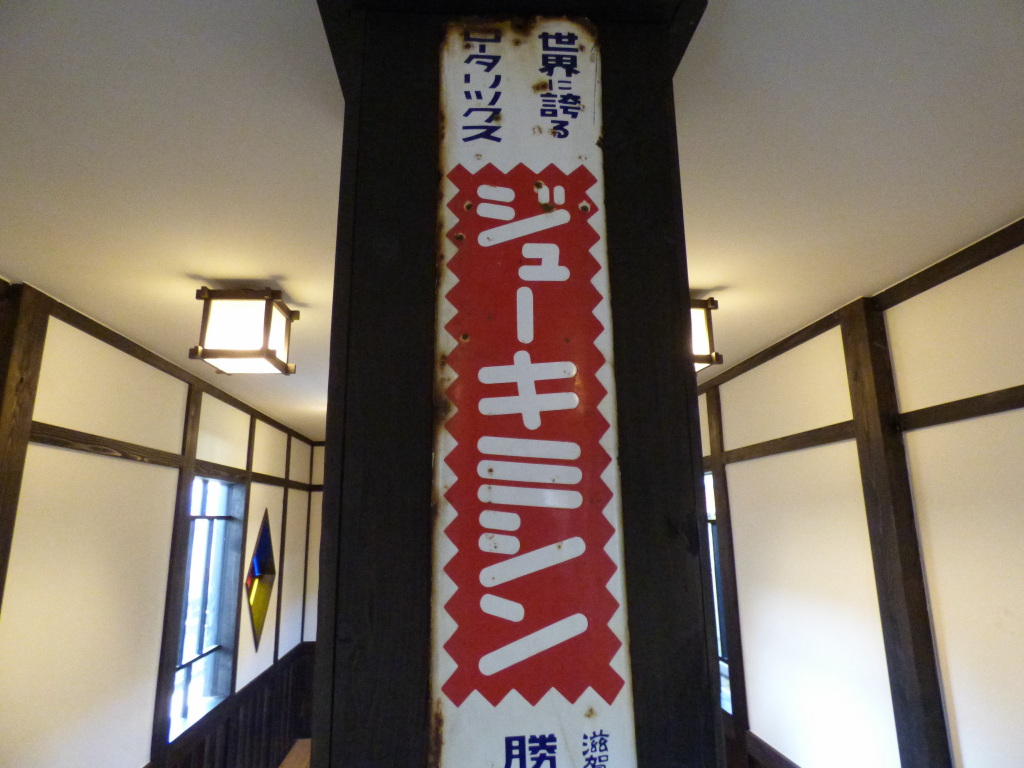 世界に誇る
ロータリックス
ジューキミシン
滋賀
勝